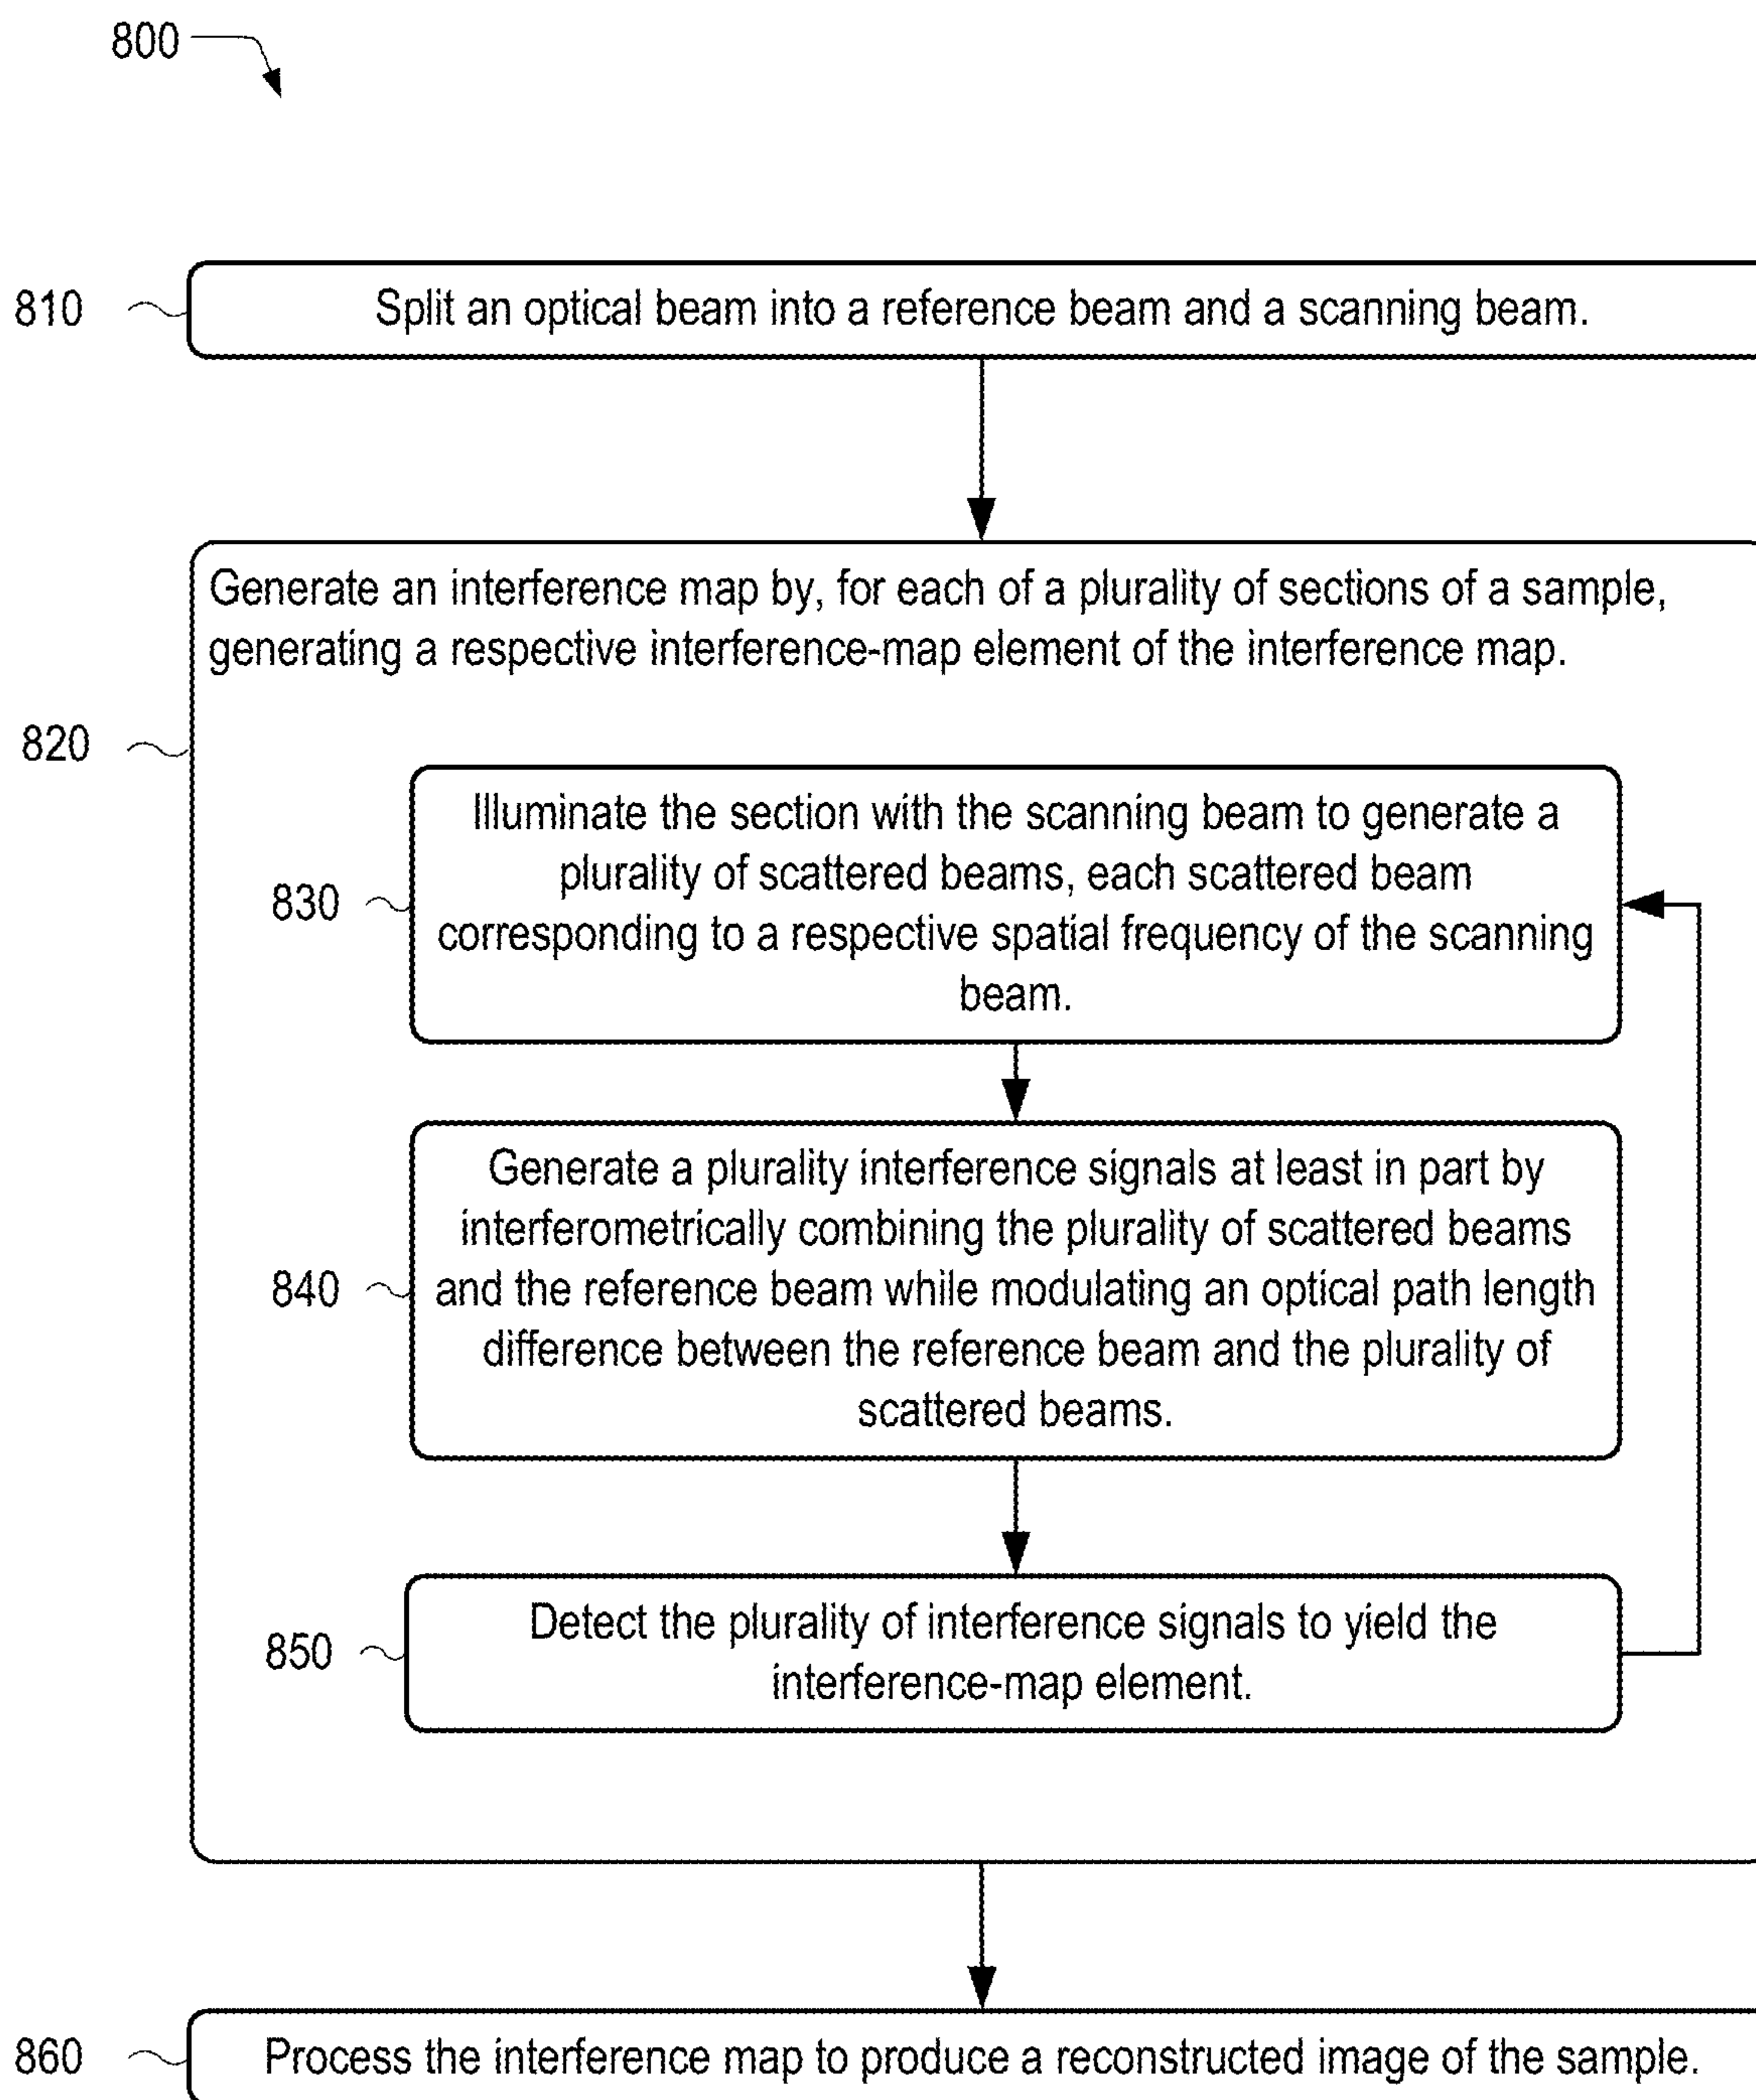 800
810
Split an optical beam into a reference beam and a scanning beam.
Generate an interference map by, for each of a plurality of sections of a sample,
generating a respective interference-map element of the interference map.
820
Illuminate the section with the scanning beam to generate a
plurality of scattered beams, each scattered beam
830
corresponding to a respective spatial frequency of the scanning
beam.
Generate a plurality interference signals at least in part by
interferometrically combining the plurality of scattered beams
840
and the reference beam while modulating an optical path length
difference between the reference beam and the plurality of
scattered beams.
850
Detect the plurality of interference signals to yield the
interference-map element.
860
Process the interference map to produce a reconstructed image of the sample.